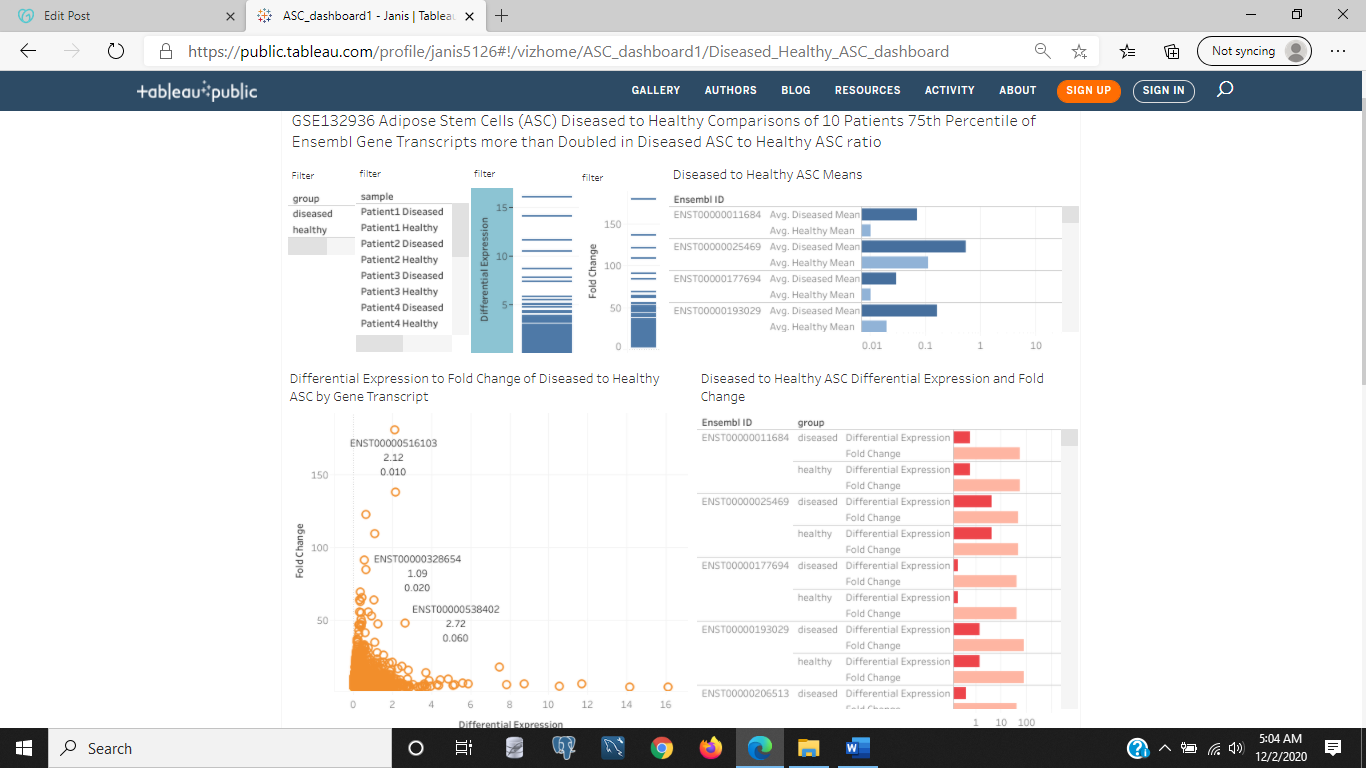 Edit Post
ASC_dashboard1 - Janis | Tableau
https://public.tableau.com/profile/janis5126#!/vizhome/ASC_dashboard1/Diseased_Healthy_ASC_dashboard
Not syncing
+ableau public
GALLERY AUTHORS BLOG RESOURCES ACTIVITY ABOUT SIGN UP SIGN IN
GSE132936 Adipose Stem Cells (ASC) Diseased to Healthy Comparisons of 10 Patients 75th Percentile of
Ensembl Gene Transcripts more than Doubled in Diseased ASC to Healthy ASC ratio
Filter
group
diseased
healthy
filter
sample
Patient1 Diseased
Patient1 Healthy
Patient2 Diseased
Patient2 Healthy
Patient3 Diseased
Patient3 Healthy
Patient4 Diseased
Patient4 Healthy
filter
Differential Expression
15
10
5
filter
Fold Change
150
100
50
0
Diseased to Healthy ASC Means
Ensembl ID
ENST00000011684 Avg. Diseased Mean
Avg. Healthy Mean
ENST00000025469 Avg. Diseased Mean
Avg. Healthy Mean
ENST00000177694 Avg. Diseased Mean
Avg. Healthy Mean
ENST00000193029 Avg. Diseased Mean
Avg. Healthy Mean
0.01 0.1 1 10
Differential Expression to Fold Change of Diseased to Healthy
ASC by Gene Transcript
Fold Change
150
100
50
ENST00000516103
2.12
0.010
ENST00000328654
1.09
0.020
ENST00000538402
2.72
0.060
0 2 4 6 8 10 12 14 16
Differential Expression
Diseased to Healthy ASC Differential Expression and Fold
Change
Ensembl ID group
ENST00000011684 diseased Differential Expression
Fold Change
healthy Differential Expression
Fold Change
ENST00000025469 diseased Differential Expression
Fold Change
healthy Differential Expression
Fold Change
ENST00000177694 diseased Differential Expression
Fold Change
healthy Differential Expression
Fold Change
ENST00000193029 diseased Differential Expression
Fold Change
healthy Differential Expression
Fold Change
ENST00000206513 diseased Differential Expression
Fold Change
1 10 100
Search
5:04 AM
12/2/2020